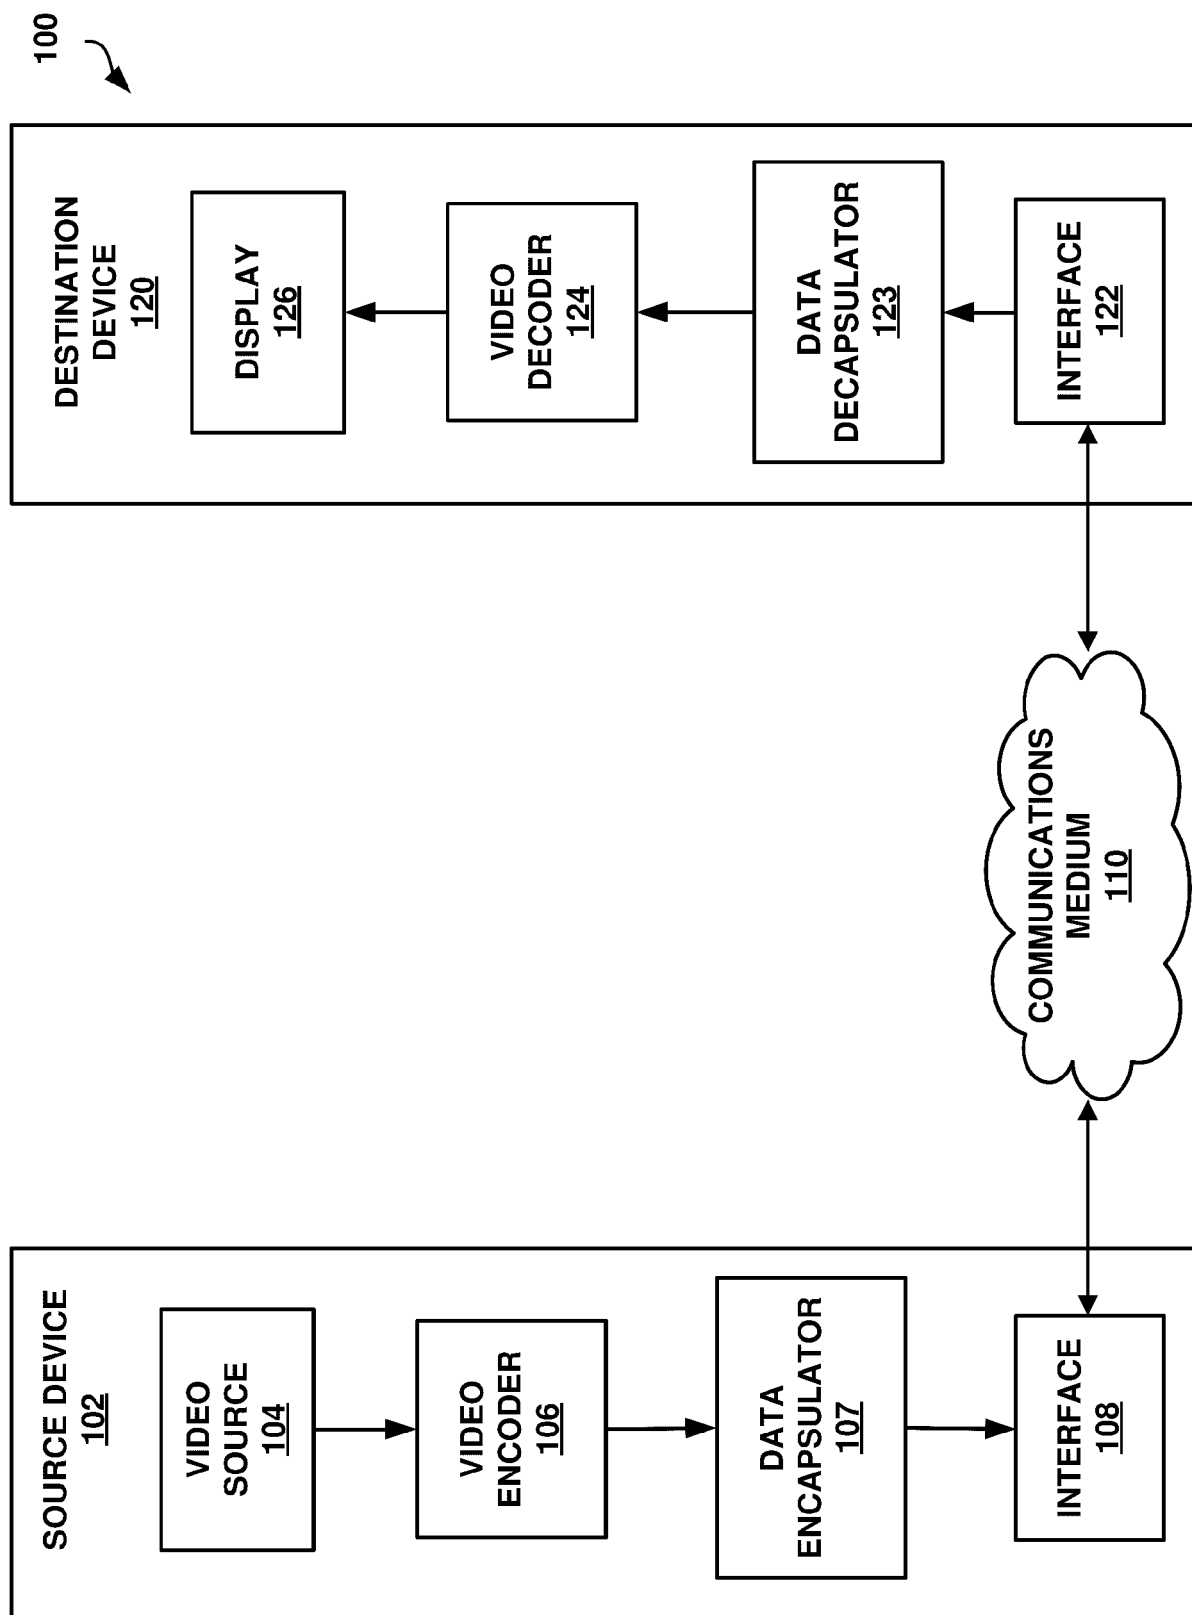 100
SOURCE DEVICE
102
VIDEO
SOURCE
104
VIDEO
ENCODER
106
DATA
ENCAPSULATOR
107
INTERFACE
108
COMMUNICATIONS
MEDIUM
110
DESTINATION
DEVICE
120
DISPLAY
126
VIDEO
DECODER
124
DATA
DECAPSULATOR
123
INTERFACE
122